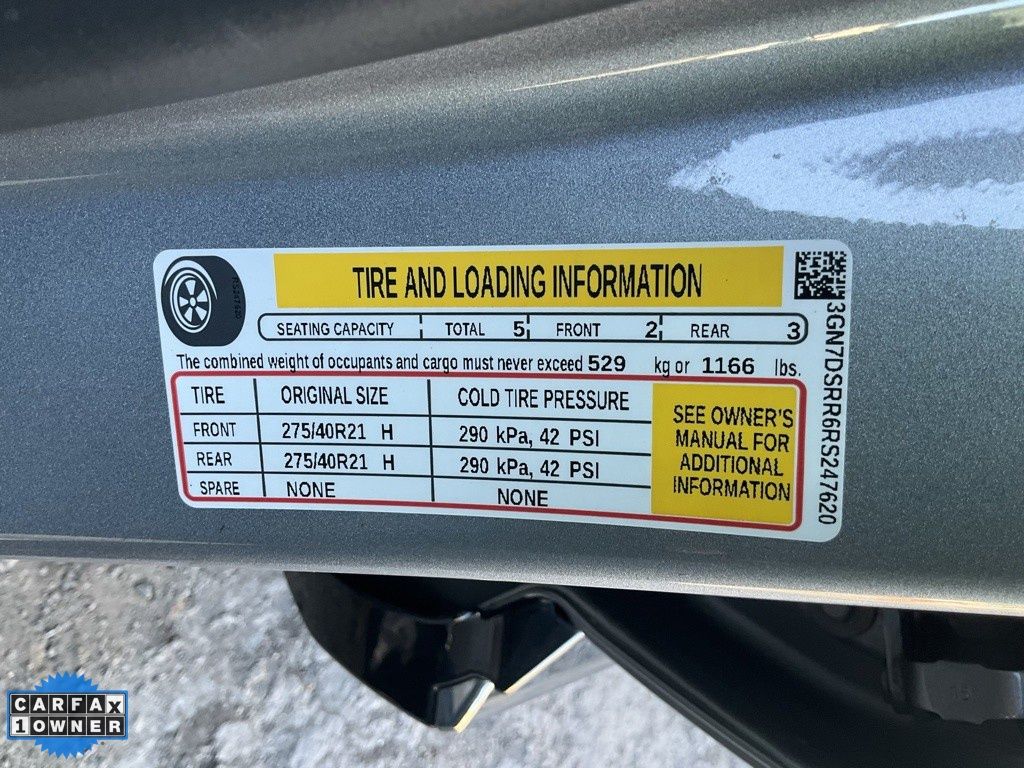 TIRE AND LOADING INFORMATION
SEATING CAPACITY TOTAL 5 FRONT 2 REAR 3
The combined weight of occupants and cargo must never exceed 529 kg or 1166 lbs.
TIRE ORIGINAL SIZE COLD TIRE PRESSURE
FRONT 275/40R21 H 290 kPa, 42 PSI
REAR 275/40R21 H 290 kPa, 42 PSI
SPARE NONE NONE
SEE OWNER'S
MANUAL FOR
ADDITIONAL
INFORMATION
3GN7DSRR6RS247620
RS247620
CARFAX
1 OWNER